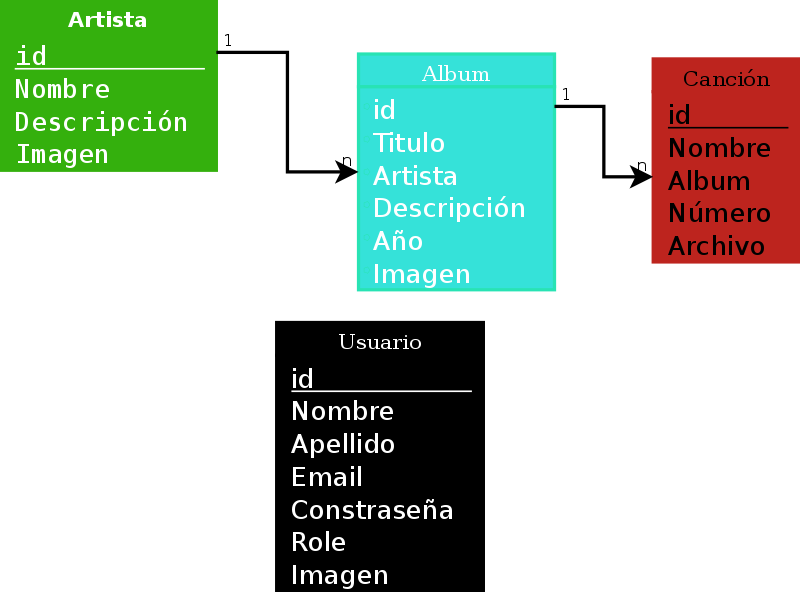 Artista
id
Nombre
Descripción
Imagen
1
n
Album
id
Titulo
Artista
Descripción
Año
Imagen
1
n
Canción
id
Nombre
Album
Número
Archivo
Usuario
id
Nombre
Apellido
Email
Constraseña
Role
Imagen